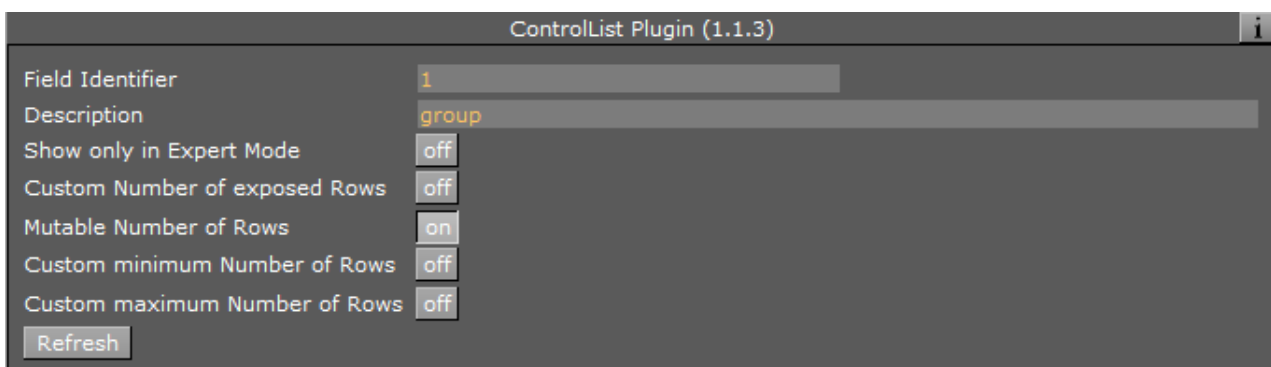 ControlList Plugin (1.1.3)
i
Field Identifier 1
Description group
Show only in Expert Mode off
Custom Number of exposed Rows off
Mutable Number of Rows on
Custom minimum Number of Rows off
Custom maximum Number of Rows off
Refresh